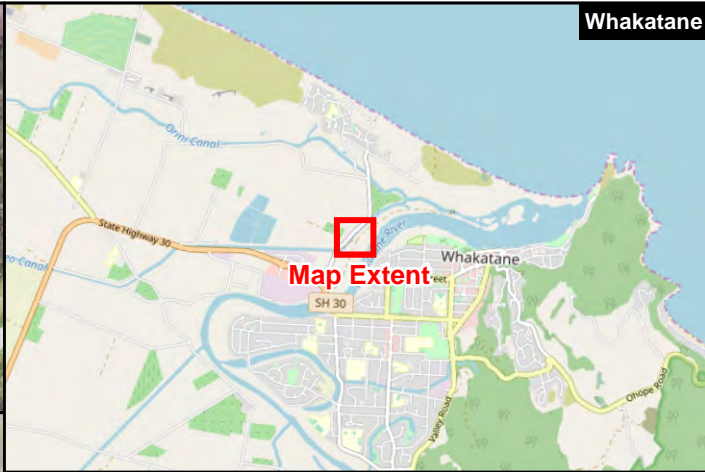 Whakatane
Orini Canal
State Highway 30
Whakatane
Map Extent
SH 30
Valley Road
Ohope Road